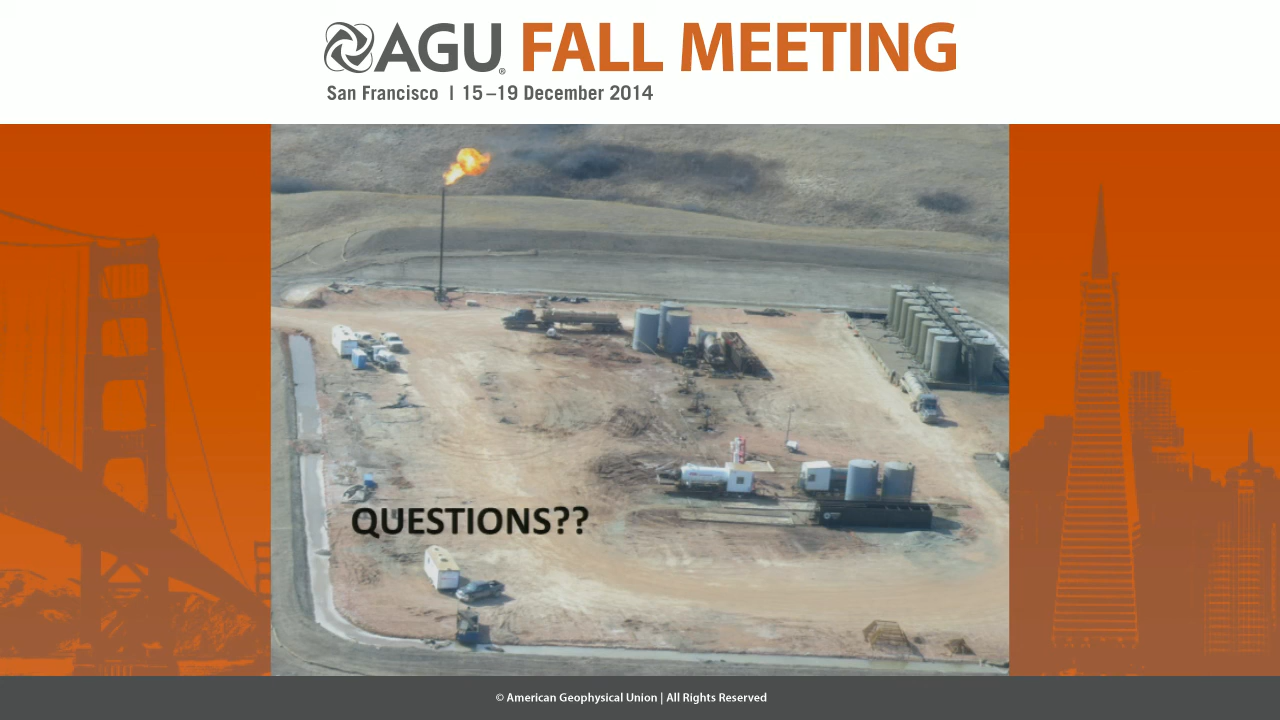 AGU® FALL MEETING
San Francisco | 15–19 December 2014
QUESTIONS??
© American Geophysical Union | All Rights Reserved